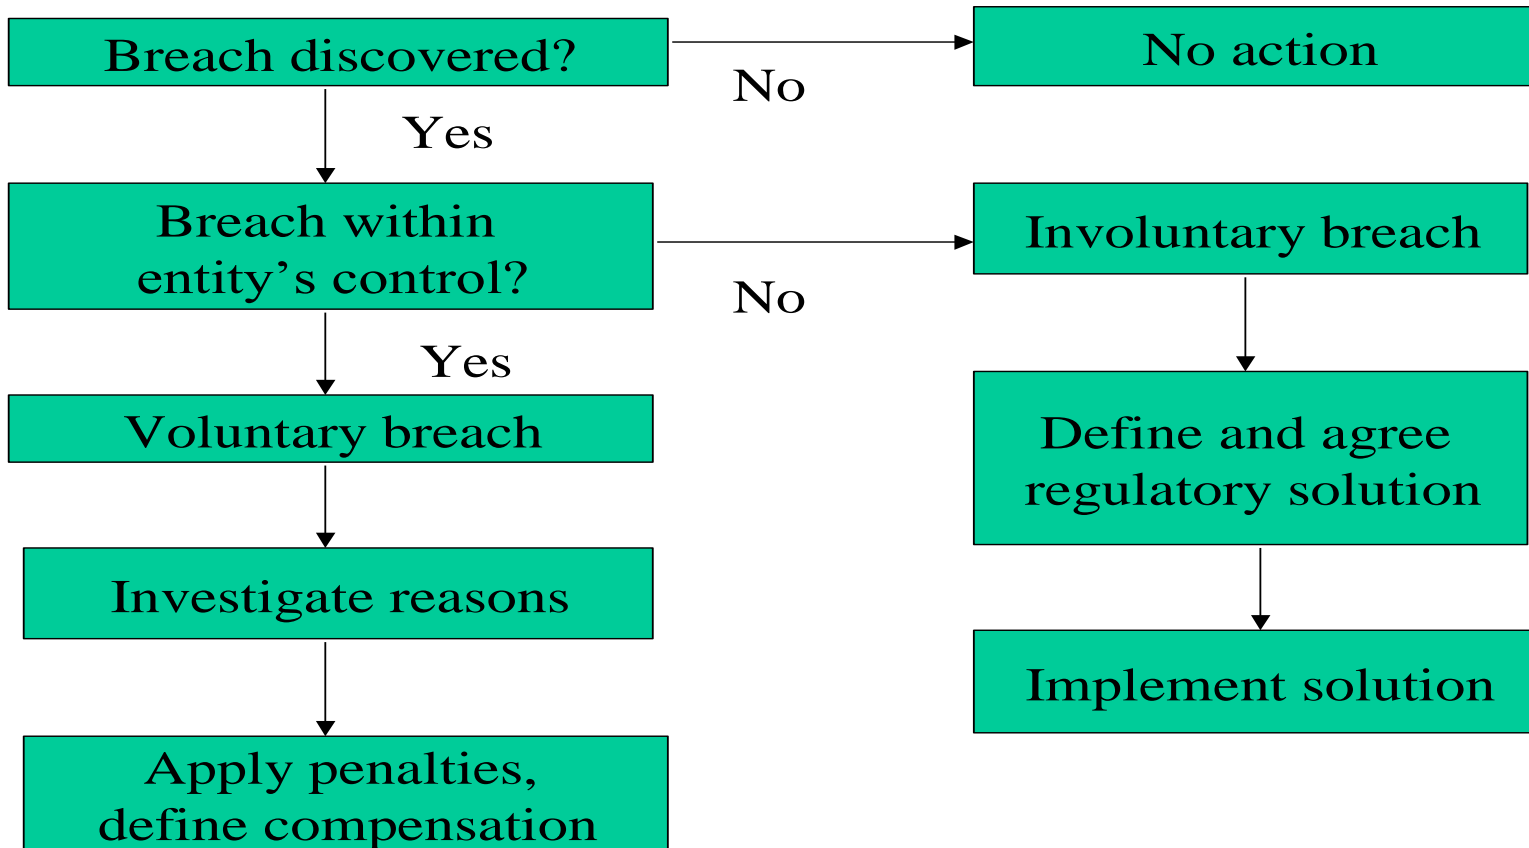 Breach discovered?
No action
No
Yes
Breach within
entity’s control?
Involuntary breach
No
Yes
Voluntary breach
Define and agree
regulatory solution
Investigate reasons
Implement solution
Apply penalties,
define compensation